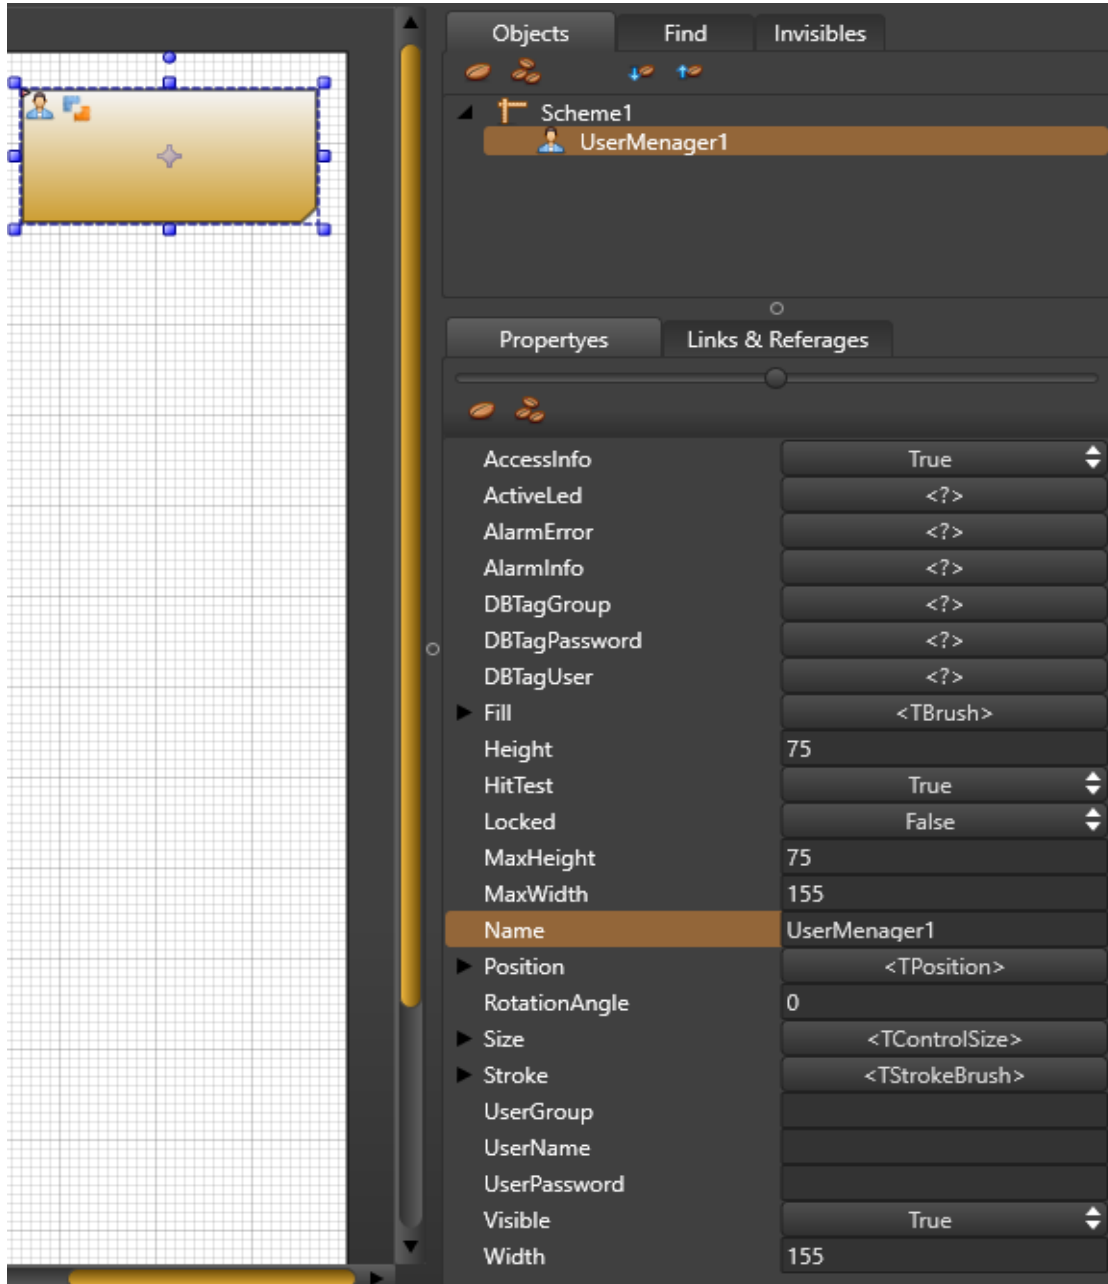 Objects Find Invisibles
Scheme1
UserMenager1
Propertyes Links & Referages
AccessInfo True
ActiveLed <?>
AlarmError <?>
AlarmInfo <?>
DBTagGroup <?>
DBTagPassword <?>
DBTagUser <?>
Fill <TBrush>
Height 75
HitTest True
Locked False
MaxHeight 75
MaxWidth 155
Name UserMenager1
Position <TPosition>
RotationAngle 0
Size <TControlSize>
Stroke <TStrokeBrush>
UserGroup
UserName
UserPassword
Visible True
Width 155